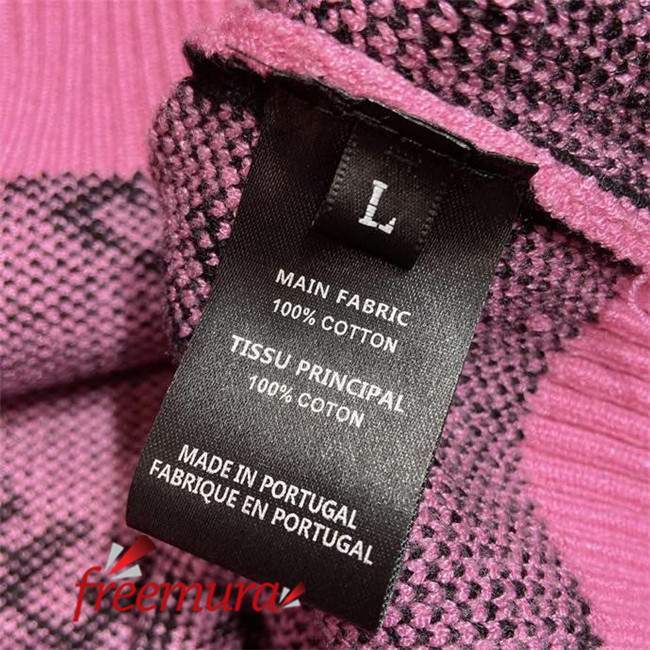 L
MAIN FABRIC
100% COTTON
TISSU PRINCIPAL
100% COTON
MADE IN PORTUGAL
FABRIQUE EN PORTUGAL
freemura